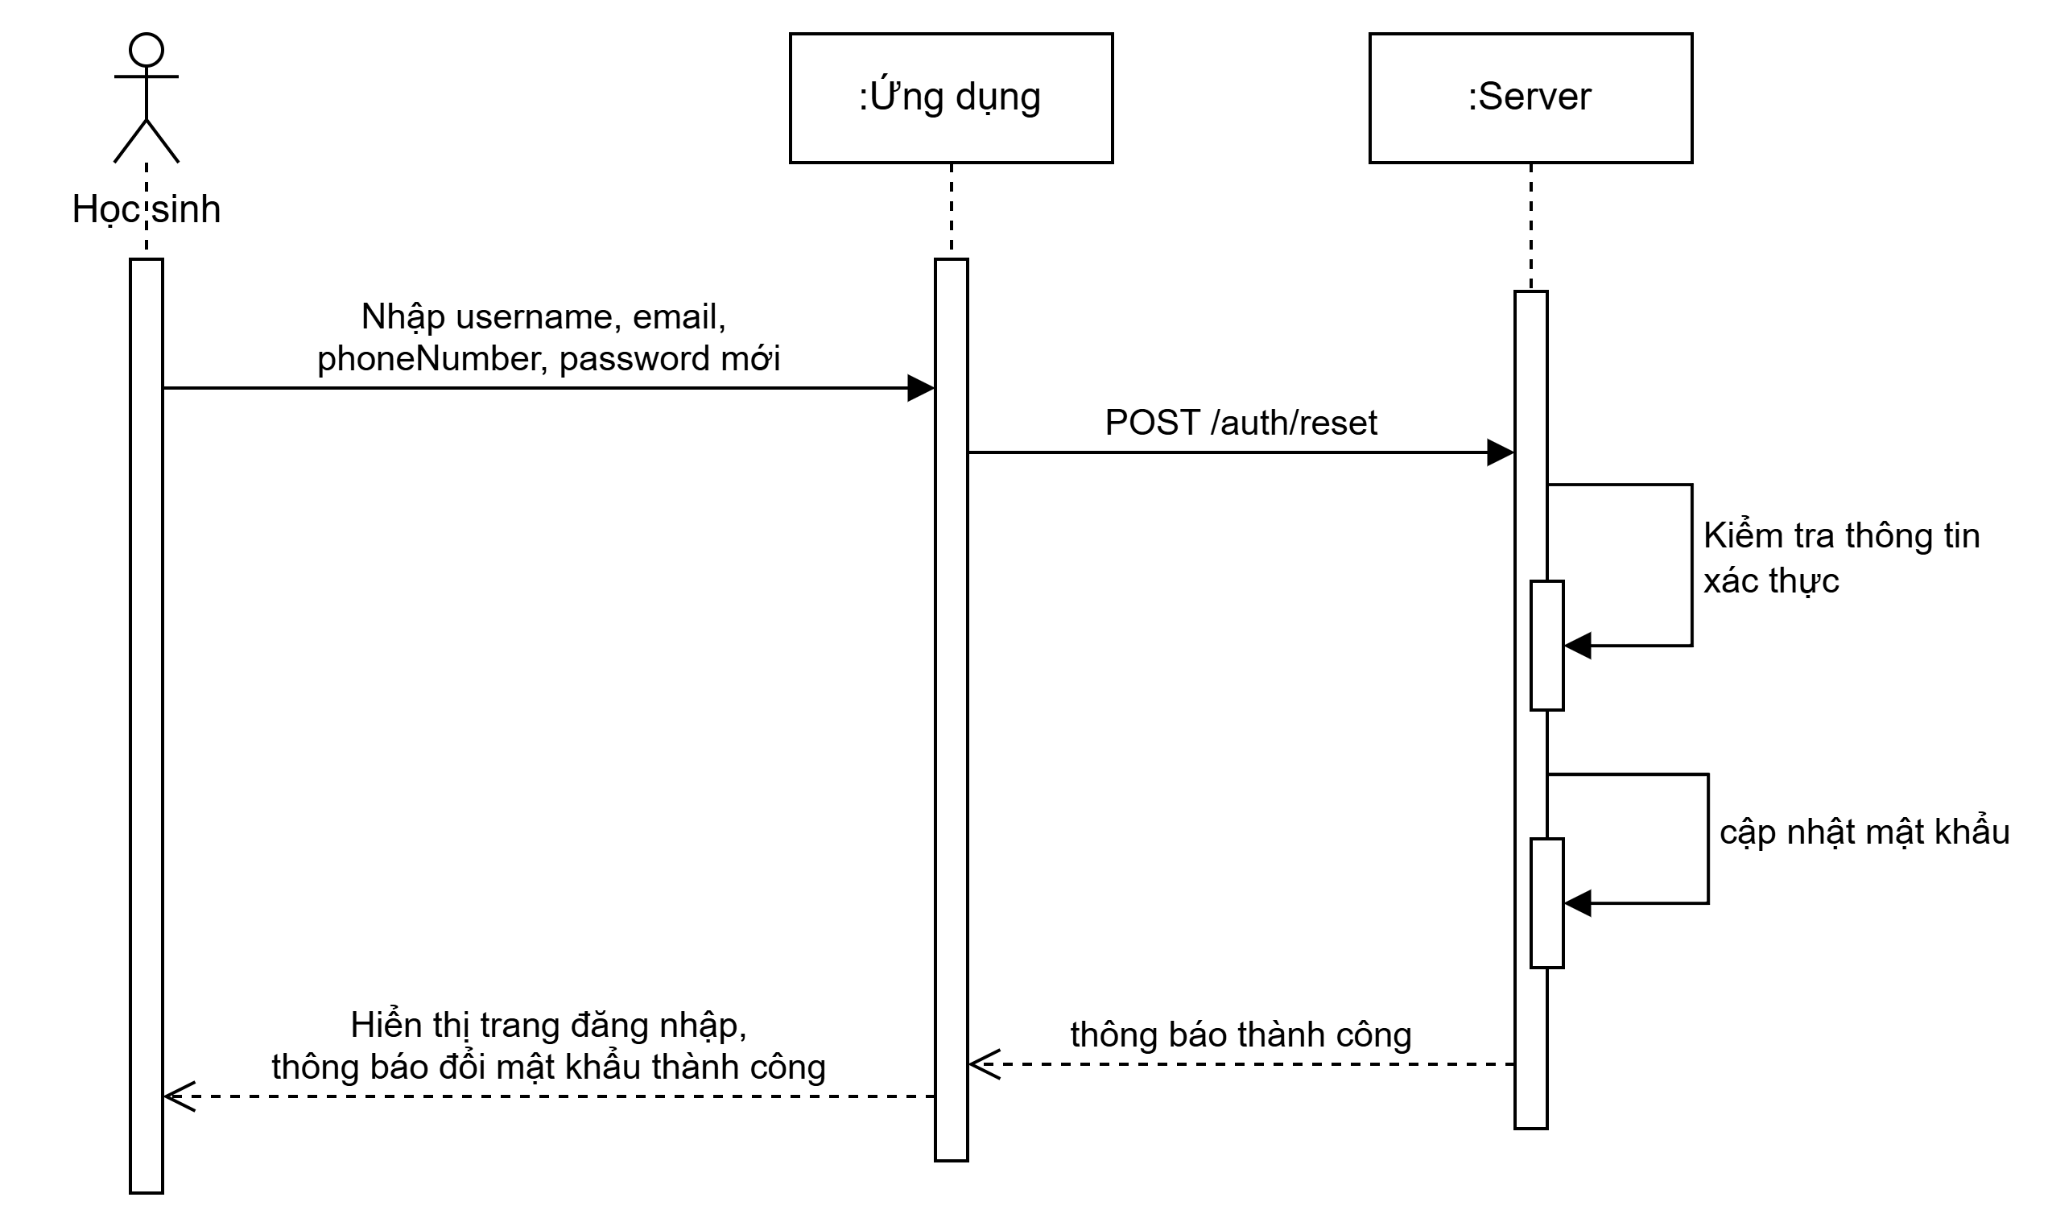 :Ứng dụng
:Server
Học sinh
Nhập username, email,
phoneNumber, password mới
POST /auth/reset
Kiểm tra thông tin
xác thực
cập nhật mật khẩu
Hiển thị trang đăng nhập,
thông báo đổi mật khẩu thành công
thông báo thành công